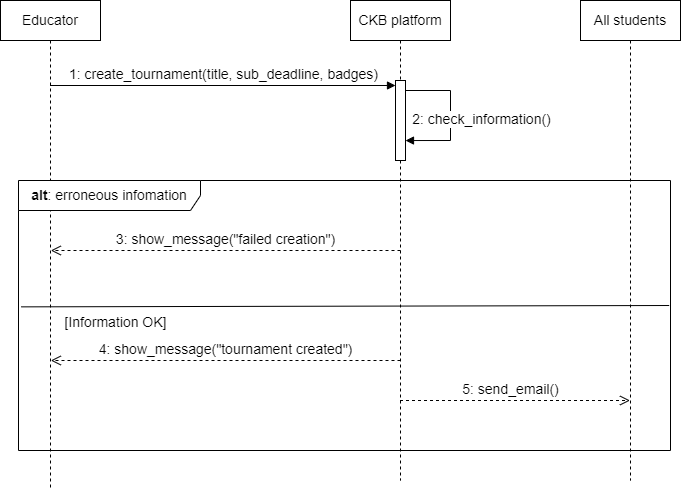 Educator
CKB platform
All students
1: create_tournament(title, sub_deadline, badges)
2: check_information()
alt: erroneous infomation
3: show_message("failed creation")
[Information OK]
4: show_message("tournament created")
5: send_email()